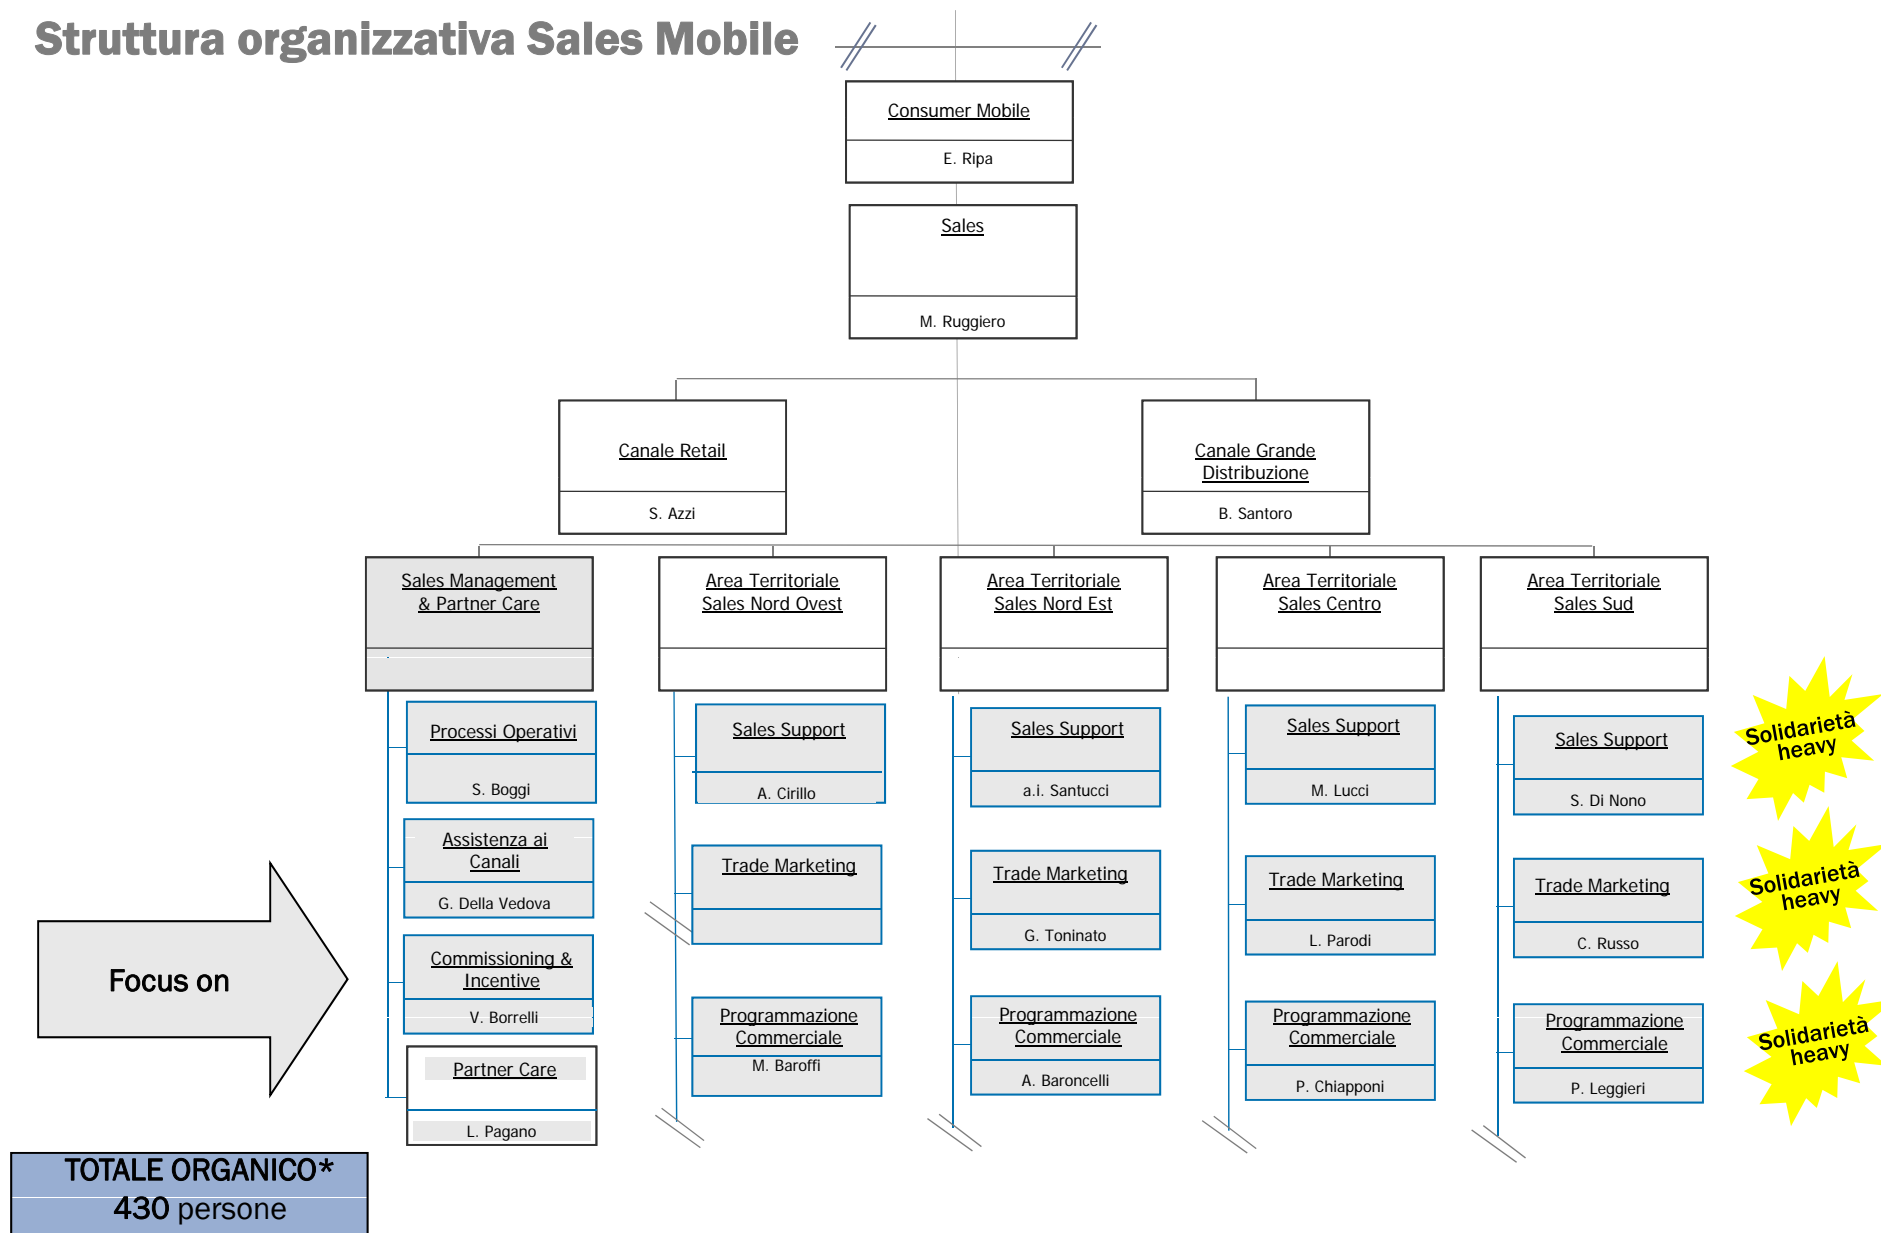 Struttura organizzativa Sales Mobile
Consumer Mobile
E. Ripa
Sales
M. Ruggiero
Canale Retail
S. Azzi
Canale Grande
Distribuzione
B. Santoro
Sales Management
& Partner Care
Area Territoriale
Sales Nord Ovest
Area Territoriale
Sales Nord Est
Area Territoriale
Sales Centro
Area Territoriale
Sales Sud
Processi Operativi
S. Boggi
Assistenza ai
Canali
G. Della Vedova
Commissioning &
Incentive
V. Borrelli
Partner Care
L. Pagano
Sales Support
A. Cirillo
Trade Marketing
Programmazione
Commerciale
M. Baroffi
Sales Support
a.i. Santucci
Trade Marketing
G. Toninato
Programmazione
Commerciale
A. Baroncelli
Sales Support
M. Lucci
Trade Marketing
L. Parodi
Programmazione
Commerciale
P. Chiapponi
Sales Support
S. Di Nono
Trade Marketing
C. Russo
Programmazione
Commerciale
P. Leggieri
Solidarietà
heavy
Solidarietà
heavy
Solidarietà
heavy
Focus on
TOTALE ORGANICO*
430 persone